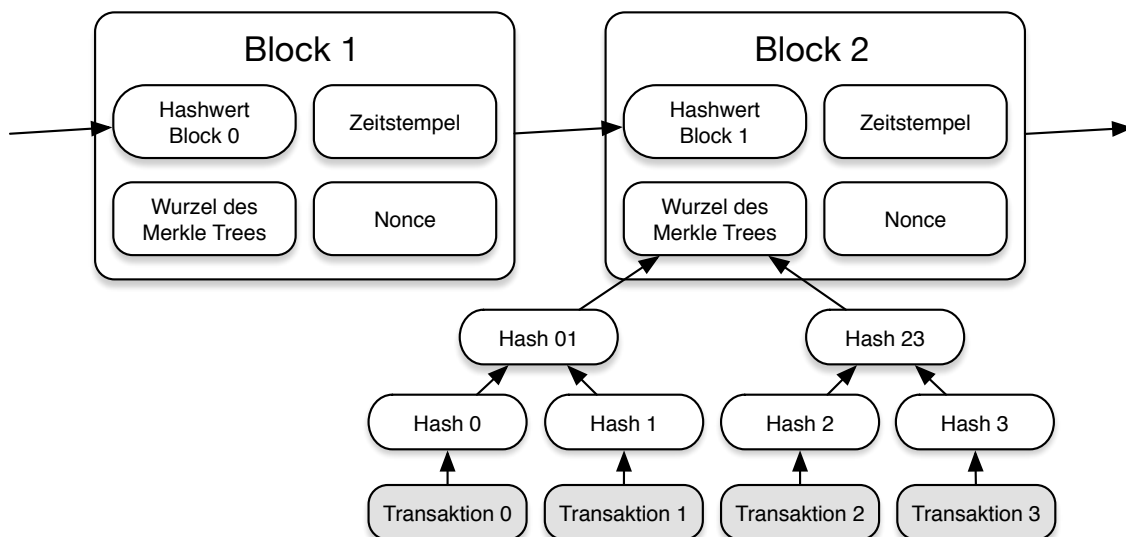 Block 1
Block 2
Hashwert
Block 0
Zeitstempel
Hashwert
Block 1
Zeitstempel
Wurzel des
Merkle Trees
Nonce
Wurzel des
Merkle Trees
Nonce
Hash 01
Hash 23
Hash 0
Hash 1
Hash 2
Hash 3
Transaktion 0
Transaktion 1
Transaktion 2
Transaktion 3